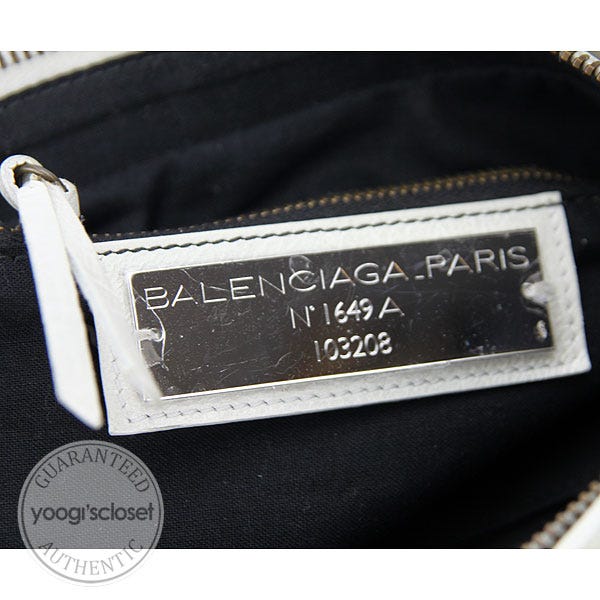 BALENCIAGA-PARIS
N°1649 A
103208
GUARANTEED
yoogi'scloset
AUTHENTIC